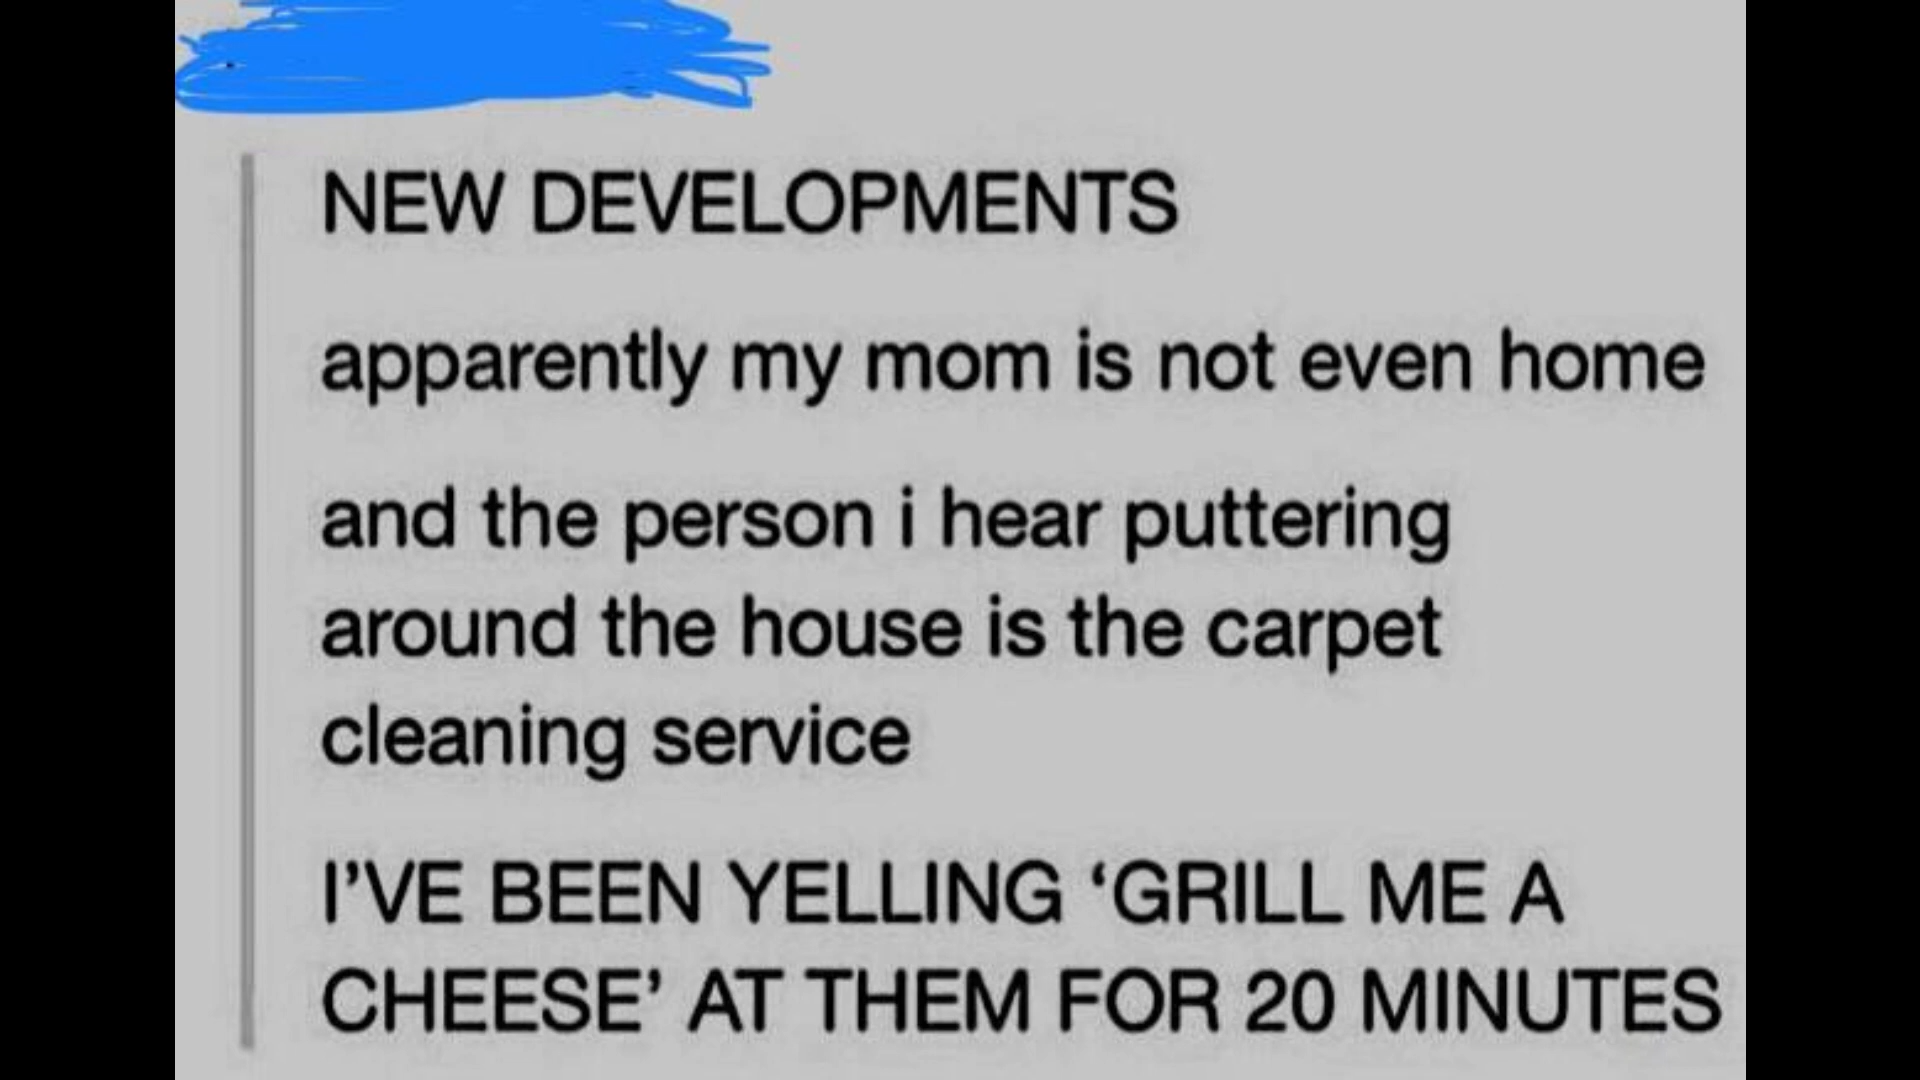 NEW DEVELOPMENTS
apparently my mom is not even home
and the person i hear puttering
around the house is the carpet
cleaning service
I’VE BEEN YELLING ‘GRILL ME A
CHEESE’ AT THEM FOR 20 MINUTES